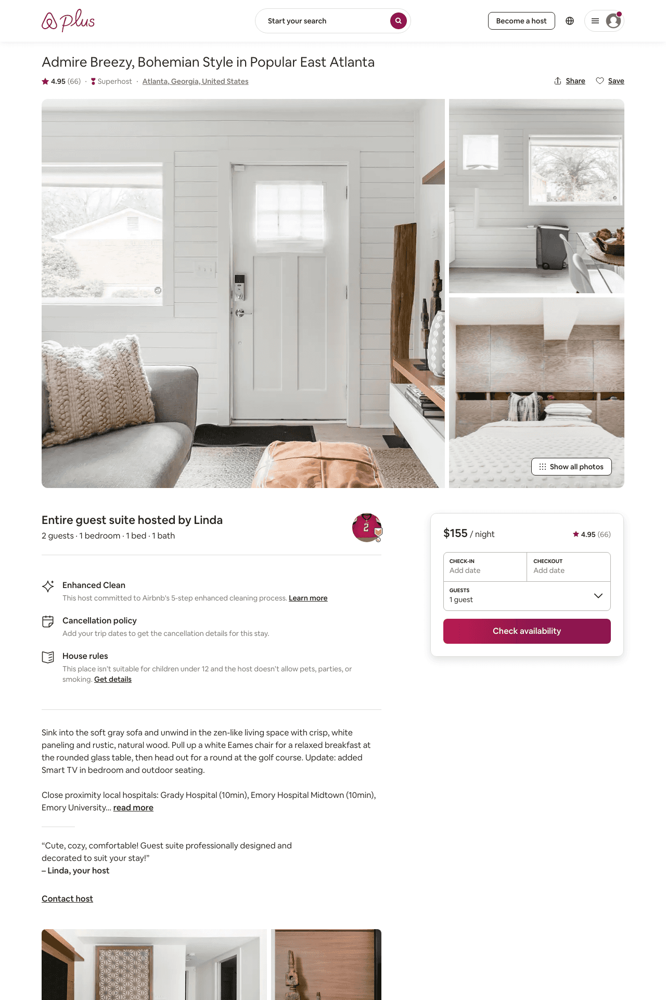 plus
Start your search
Become a host
Admire Breezy, Bohemian Style in Popular East Atlanta
4.95 (66) · Superhost · Atlanta, Georgia, United States
Share
Save
Show all photos
Entire guest suite hosted by Linda
2 guests · 1 bedroom · 1 bed · 1 bath
2
$155 / night
4.95 (66)
CHECK-IN
Add date
CHECKOUT
Add date
GUESTS
1 guest
Check availability
Enhanced Clean
This host committed to Airbnb's 5-step enhanced cleaning process. Learn more
Cancellation policy
Add your trip dates to get the cancellation details for this stay.
House rules
This place isn’t suitable for children under 12 and the host doesn’t allow pets, parties, or
smoking. Get details
Sink into the soft gray sofa and unwind in the zen-like living space with crisp, white
paneling and rustic, natural wood. Pull up a white Eames chair for a relaxed breakfast at
the rounded glass table, then head out for a round at the golf course. Update: added
Smart TV in bedroom and outdoor seating.
Close proximity local hospitals: Grady Hospital (10min), Emory Hospital Midtown (10min),
Emory University... read more
“Cute, cozy, comfortable! Guest suite professionally designed and
decorated to suit your stay!”
– Linda, your host
Contact host